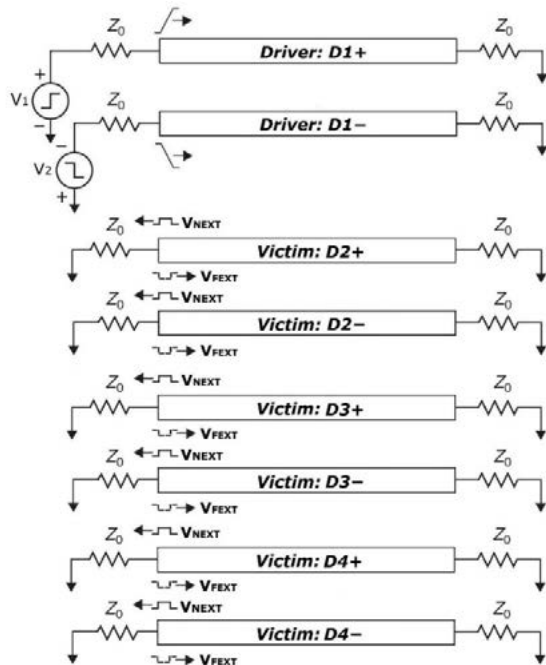 Z0 Z0
Driver: D1+
+
V1
−
Z0 Z0
Driver: D1−
−
V2
+
Z0 VNEXT Z0
Victim: D2+
VFEXT
Z0 VNEXT Z0
Victim: D2−
VFEXT
Z0 VNEXT Z0
Victim: D3+
VFEXT
Z0 VNEXT Z0
Victim: D3−
VFEXT
Z0 VNEXT Z0
Victim: D4+
VFEXT
Z0 VNEXT Z0
Victim: D4−
VFEXT